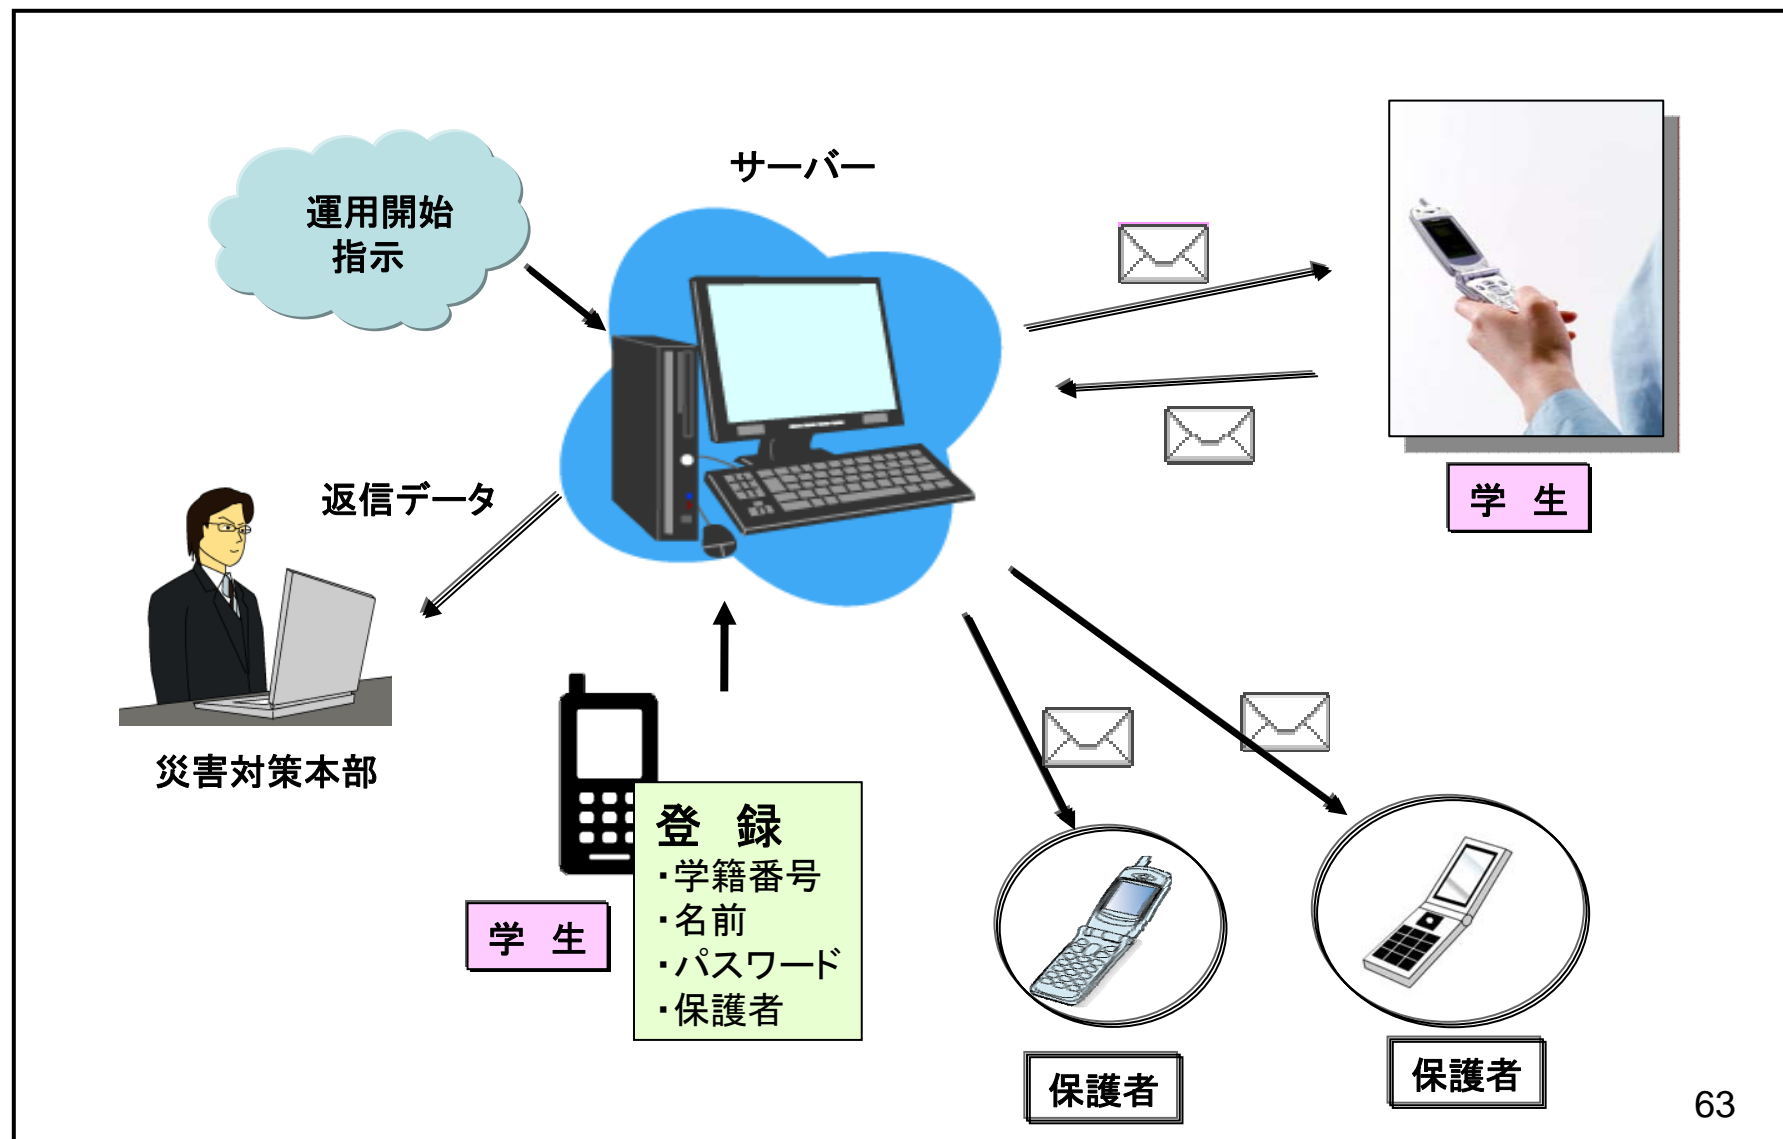 サーバー
運用開始
指示
学 生
返信データ
災害対策本部
登 録
・学籍番号
・名前
・パスワード
・保護者
学 生
保護者
保護者
63